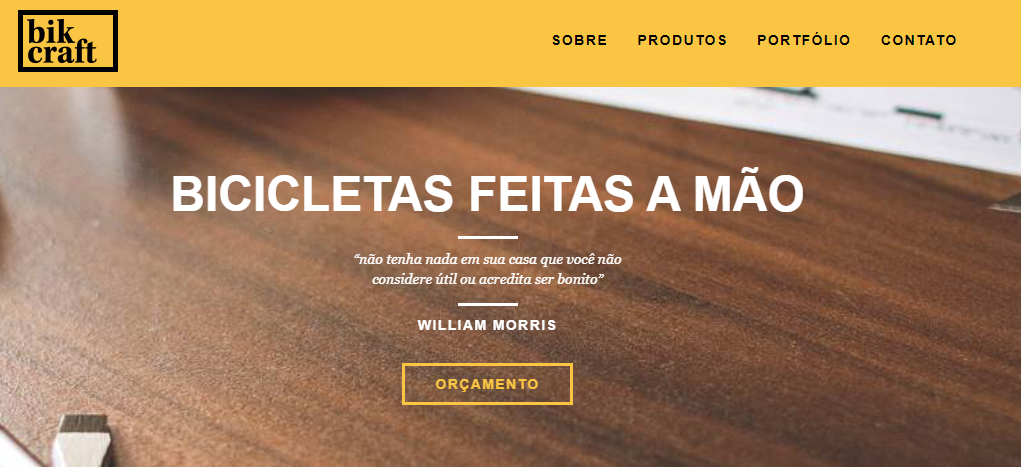 bik
craft
SOBRE PRODUTOS PORTFÓLIO CONTATO
BICICLETAS FEITAS A MÃO
“não tenha nada em sua casa que você não
considere útil ou acredita ser bonito”
WILLIAM MORRIS
ORÇAMENTO